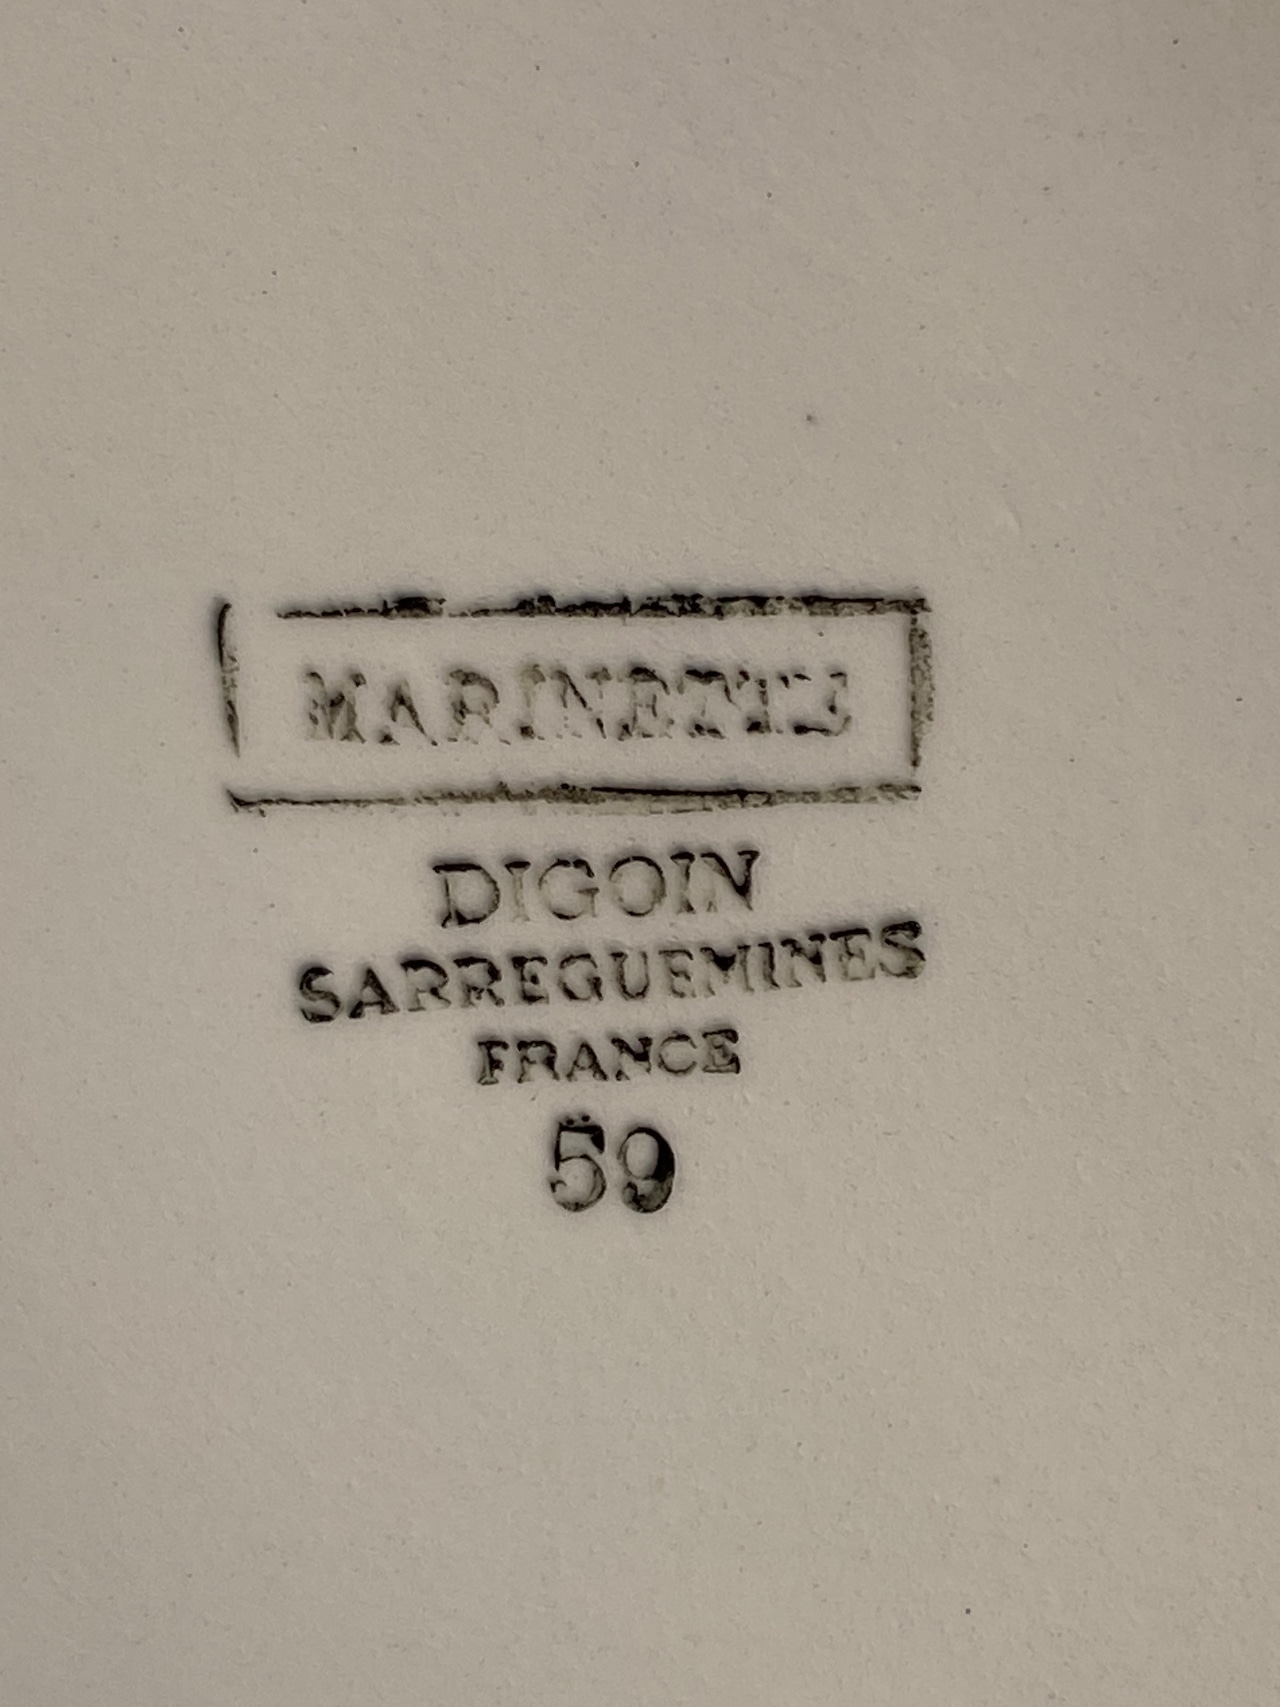 MARINETTE
DIGOIN
SARREGUEMINES
FRANCE
59